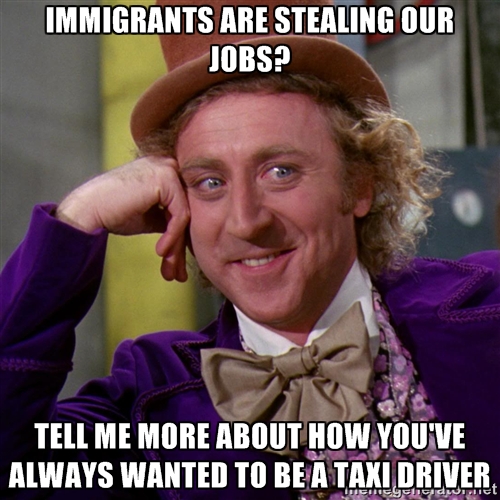 IMMIGRANTS ARE STEALING OUR
JOBS?
TELL ME MORE ABOUT HOW YOU'VE
ALWAYS WANTED TO BE A TAXI DRIVER
memegenerator.net